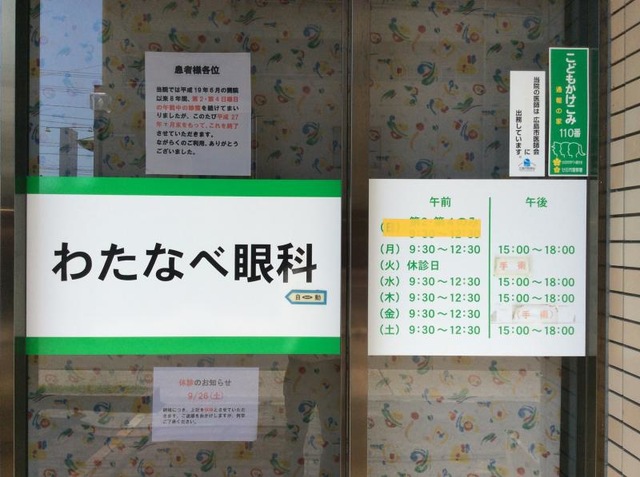 患者様各位
当院では平成19年6月の開院
以来8年間、第2・第4日曜日
の午前中の診療を続けてまい
りましたが、このたび平成27
年 月末をもって、これを終了
させていただきます。
ながらくのご利用、ありがとう
ございました。
わたなべ眼科
自動
休診のお知らせ
9/26(土)
こどもかけこみ
110番
当院の医師は広島市医師会
に
出務しています。
午前 午後
(月) 9:30～12:30 15:00～18:00
(火) 休診日 手術
(水) 9:30～12:30 15:00～18:00
(木) 9:30～12:30 15:00～18:00
(金) 9:30～12:30 (手術)
(土) 9:30～12:30 15:00～18:00